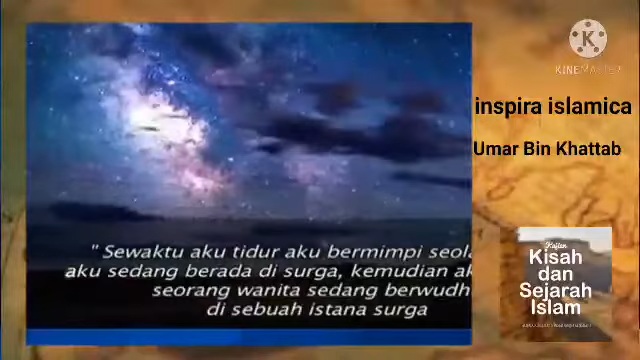 KINEMASTER
inspira islamica
Umar Bin Khattab
"Sewaktu aku tidur aku bermimpi seola
aku sedang berada di surga, kemudian ak
seorang wanita sedang berwudh
di sebuah istana surga
Kajian
Kisah
dan
Sejarah
Islam